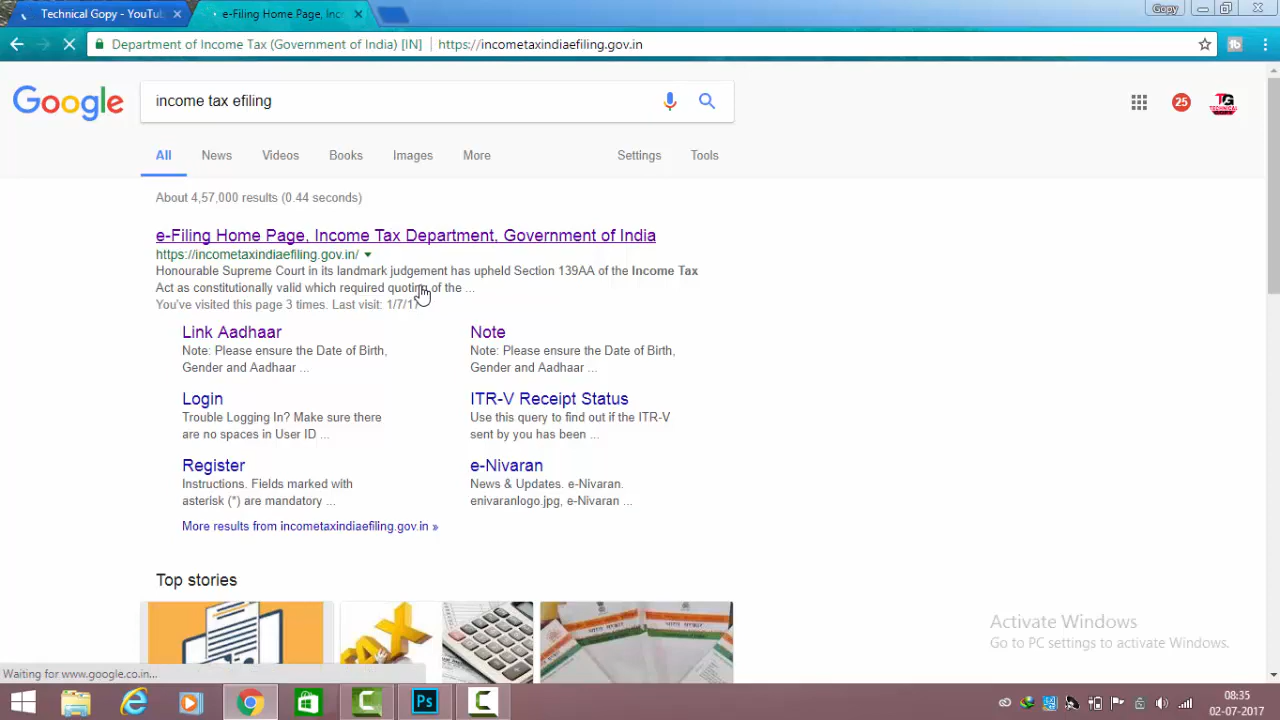 Technical Gopy - YouTu
e-Filing Home Page, Inc
Gopy
Department of Income Tax (Government of India) [IN]
https://incometaxindiaefiling.gov.in
Google
income tax efiling
25
All
News
Videos
Books
Images
More
Settings
Tools
About 4,57,000 results (0.44 seconds)
e-Filing Home Page, Income Tax Department, Government of India
https://incometaxindiaefiling.gov.in/
Honourable Supreme Court in its landmark judgement has upheld Section 139AA of the Income Tax
Act as constitutionally valid which required quoting of the ...
You've visited this page 3 times. Last visit: 1/7/17
Link Aadhaar
Note: Please ensure the Date of Birth,
Gender and Aadhaar ...
Note
Note: Please ensure the Date of Birth,
Gender and Aadhaar ...
Login
Trouble Logging In? Make sure there
are no spaces in User ID ...
ITR-V Receipt Status
Use this query to find out if the ITR-V
sent by you has been ...
Register
Instructions. Fields marked with
asterisk (*) are mandatory ...
e-Nivaran
News & Updates. e-Nivaran.
enivaranlogo.jpg, e-Nivaran ...
More results from incometaxindiaefiling.gov.in »
Top stories
TAX
Activate Windows
Go to PC settings to activate Windows.
Waiting for www.google.co.in...
Ps
08:35
02-07-2017